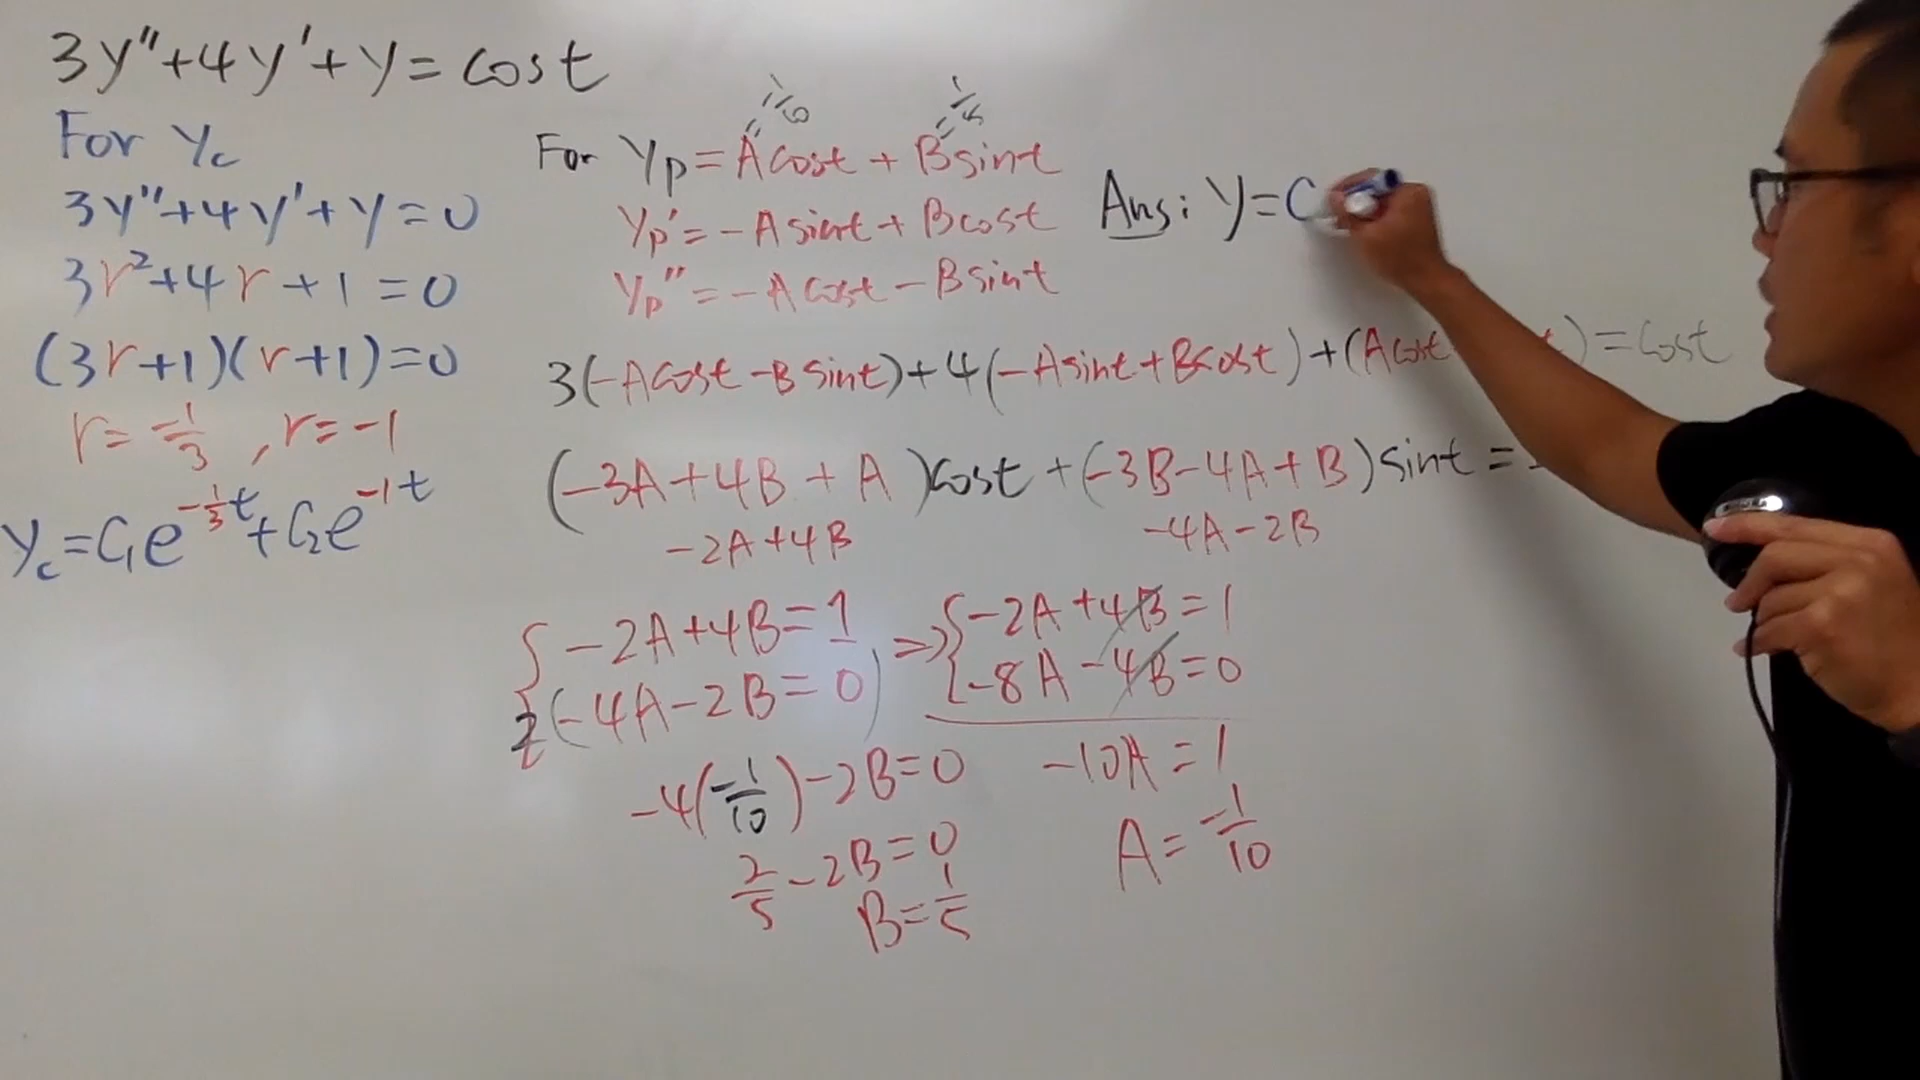 3y''+4y'+y=cost
For yc
3y''+4y'+y=0
3r²+4r+1=0
(3r+1)(r+1)=0
r=-1/3, r=-1
yc=C₁e^(-1/3 t)+C₂e^(-1t)
For yp=Acost+Bsint
yp'=-Asint+Bcost
yp''=-Acost-Bsint
3(-Acost-Bsint)+4(-Asint+Bcost)+(Acost )=cost
(-3A+4B+A)cost+(-3B-4A+B)sint=
-2A+4B
-4A-2B
{-2A+4B=1
2(-4A-2B=0)
=> {-2A+4B=1
-8A-4B=0
-10A=1
A=-1/10
-4(-1/10)-2B=0
2/5-2B=0
B=1/5
Ans: y=C